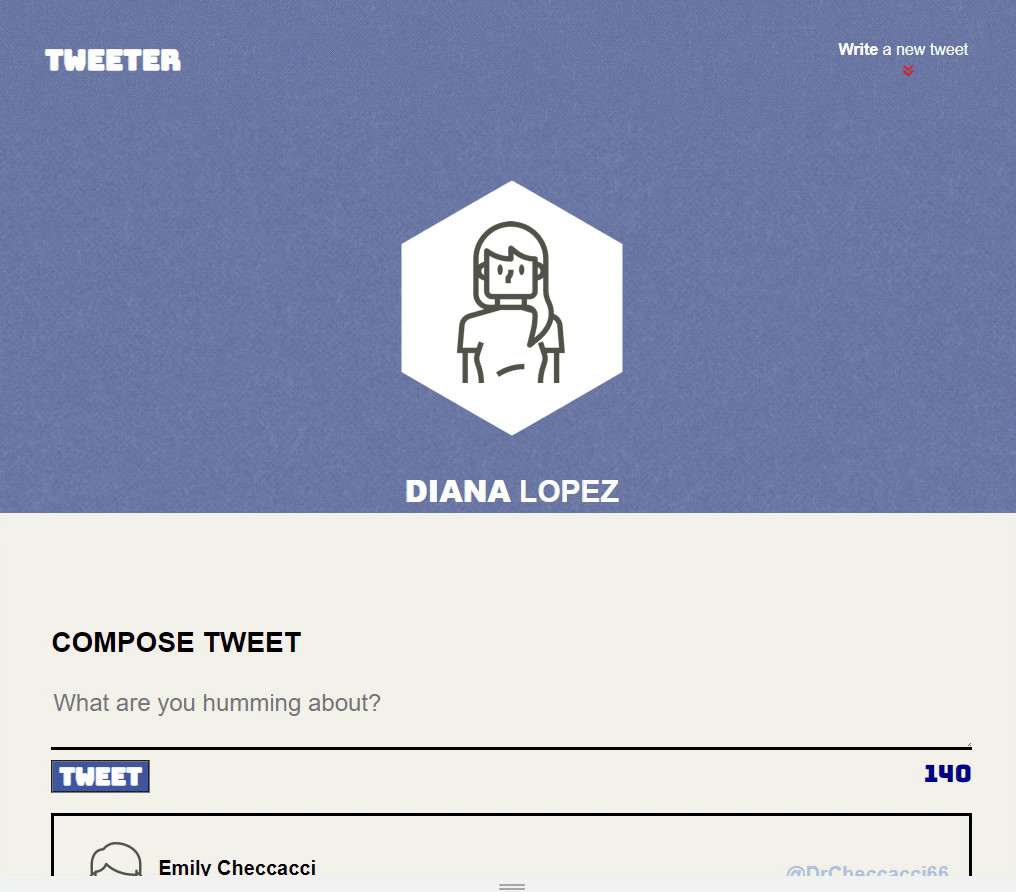 TWEETER
Write a new tweet
DIANA LOPEZ
COMPOSE TWEET
What are you humming about?
TWEET
140
Emily Checcacci
@DrCheccacci66